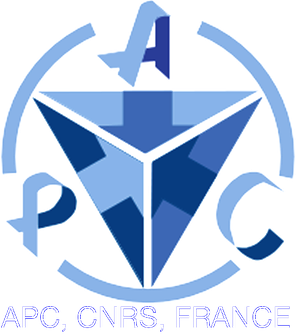 A
P C
APC, CNRS, FRANCE